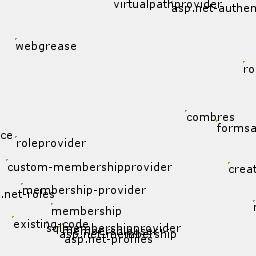 virtualpathprovider
asp.net-authen
webgrease
ro
combres
formsa
ce
roleprovider
custom-membershipprovider
creat
membership-provider
.net-roles
membership
existing-code
sqlmembershipprovider
asp.net-membership
asp.net-profiles